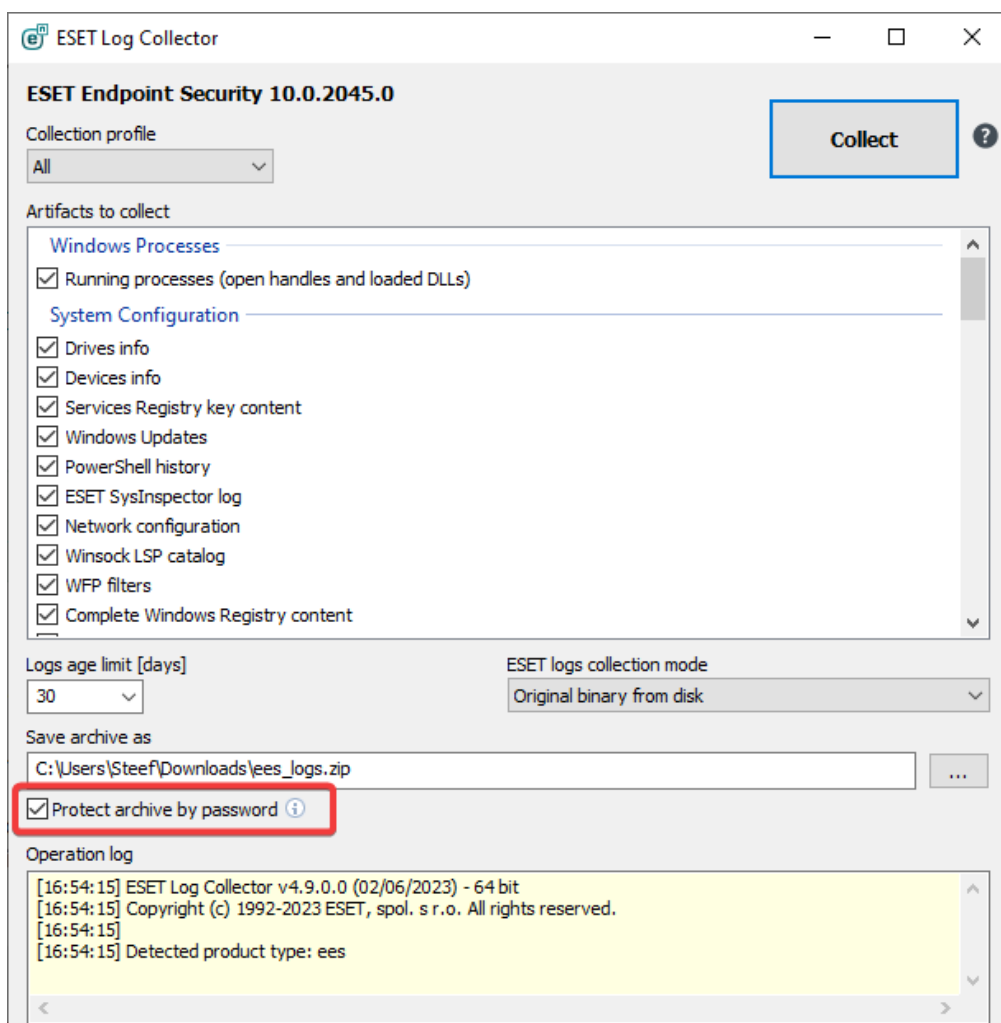 ESET Log Collector
ESET Endpoint Security 10.0.2045.0
Collection profile
All
Collect
?
Artifacts to collect
Windows Processes
Running processes (open handles and loaded DLLs)
System Configuration
Drives info
Devices info
Services Registry key content
Windows Updates
PowerShell history
ESET SysInspector log
Network configuration
Winsock LSP catalog
WFP filters
Complete Windows Registry content
Logs age limit [days]
ESET logs collection mode
30
Original binary from disk
Save archive as
C:\Users\Steef\Downloads\ees_logs.zip
...
Protect archive by password
Operation log
[16:54:15] ESET Log Collector v4.9.0.0 (02/06/2023) - 64 bit
[16:54:15] Copyright (c) 1992-2023 ESET, spol. s r.o. All rights reserved.
[16:54:15]
[16:54:15] Detected product type: ees